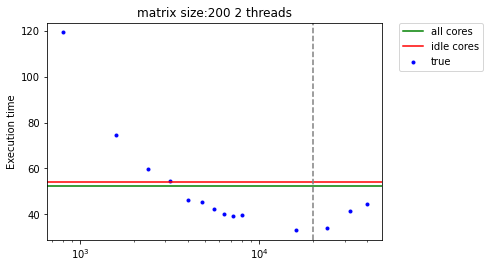 matrix size:200 2 threads
all cores
idle cores
true
Execution time
120
100
80
60
40
10³
10⁴